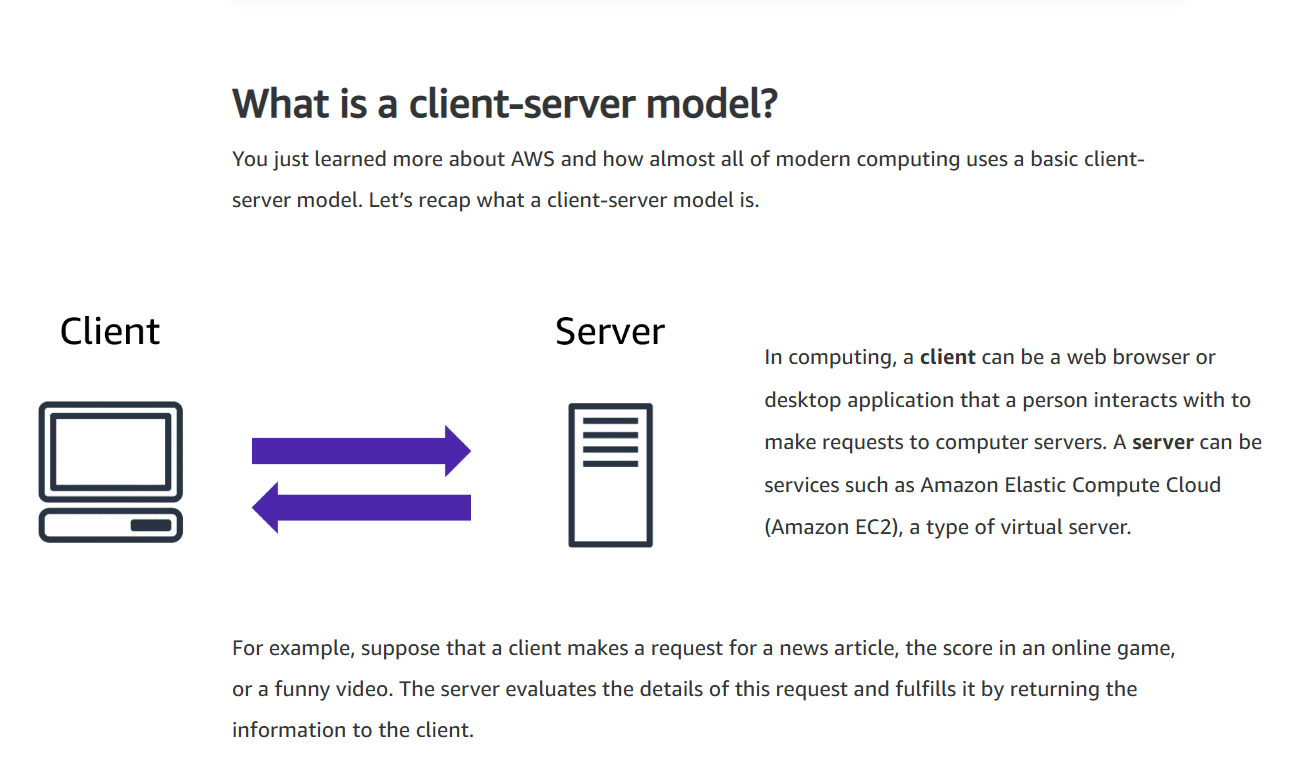 What is a client-server model?
You just learned more about AWS and how almost all of modern computing uses a basic client-
server model. Let’s recap what a client-server model is.
Client
Server
In computing, a client can be a web browser or
desktop application that a person interacts with to
make requests to computer servers. A server can be
services such as Amazon Elastic Compute Cloud
(Amazon EC2), a type of virtual server.
For example, suppose that a client makes a request for a news article, the score in an online game,
or a funny video. The server evaluates the details of this request and fulfills it by returning the
information to the client.